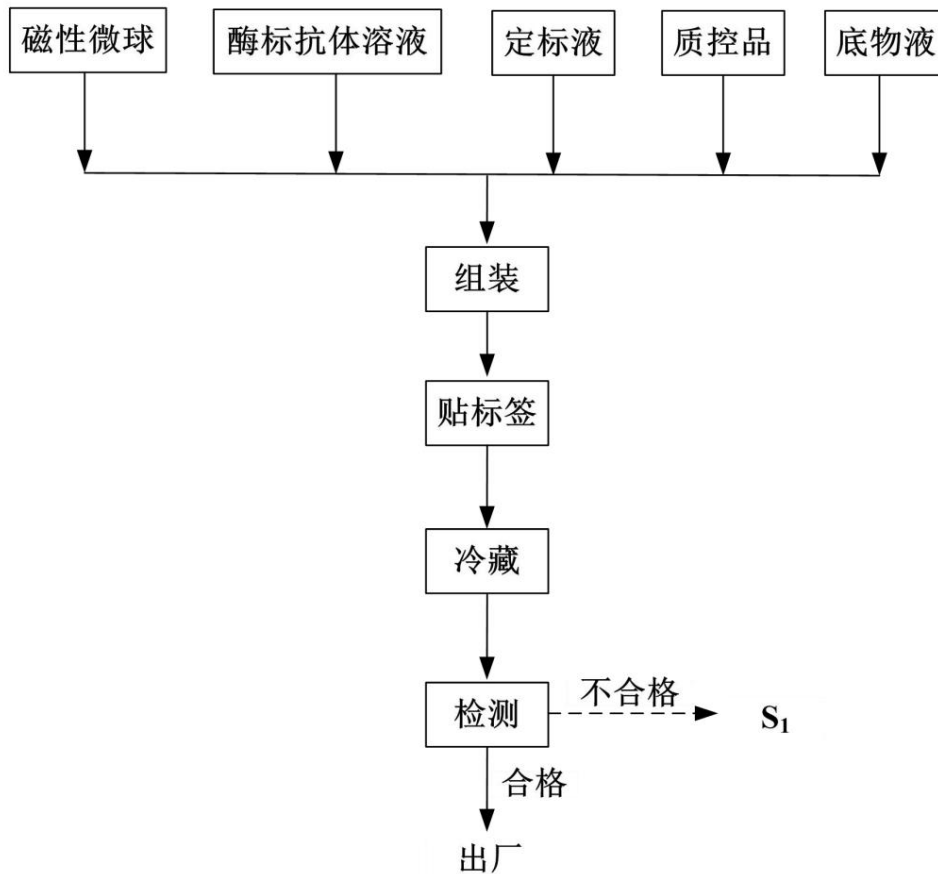 磁性微球
酶标抗体溶液
定标液
质控品
底物液
组装
贴标签
冷藏
检测
不合格
S₁
合格
出厂